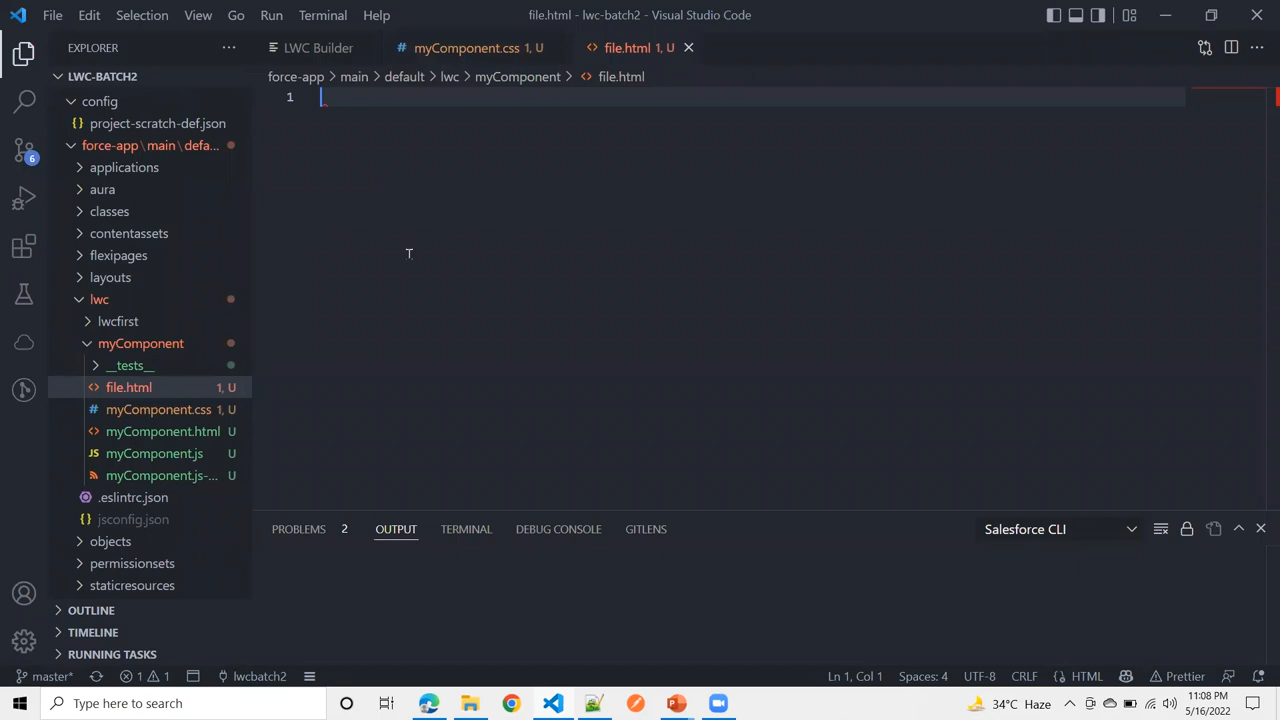 File Edit Selection View Go Run Terminal Help file.html - lwc-batch2 - Visual Studio Code
EXPLORER ··· LWC Builder # myComponent.css 1, U <> file.html 1, U
LWC-BATCH2 force-app > main > default > lwc > myComponent > <> file.html
config 1
{} project-scratch-def.json
force-app\main\defa...
applications
aura
classes
contentassets
flexipages
layouts
lwc
lwcfirst
myComponent
__tests__
<> file.html 1, U
# myComponent.css 1, U
<> myComponent.html U
JS myComponent.js U
myComponent.js-... U
.eslintrc.json
{} jsconfig.json
objects
permissionsets
staticresources
PROBLEMS 2 OUTPUT TERMINAL DEBUG CONSOLE GITLENS Salesforce CLI
OUTLINE
TIMELINE
RUNNING TASKS
6
master* 1 1 lwcbatch2 Ln 1, Col 1 Spaces: 4 UTF-8 CRLF HTML Prettier
Type here to search 34°C Haze 11:08 PM
5/16/2022